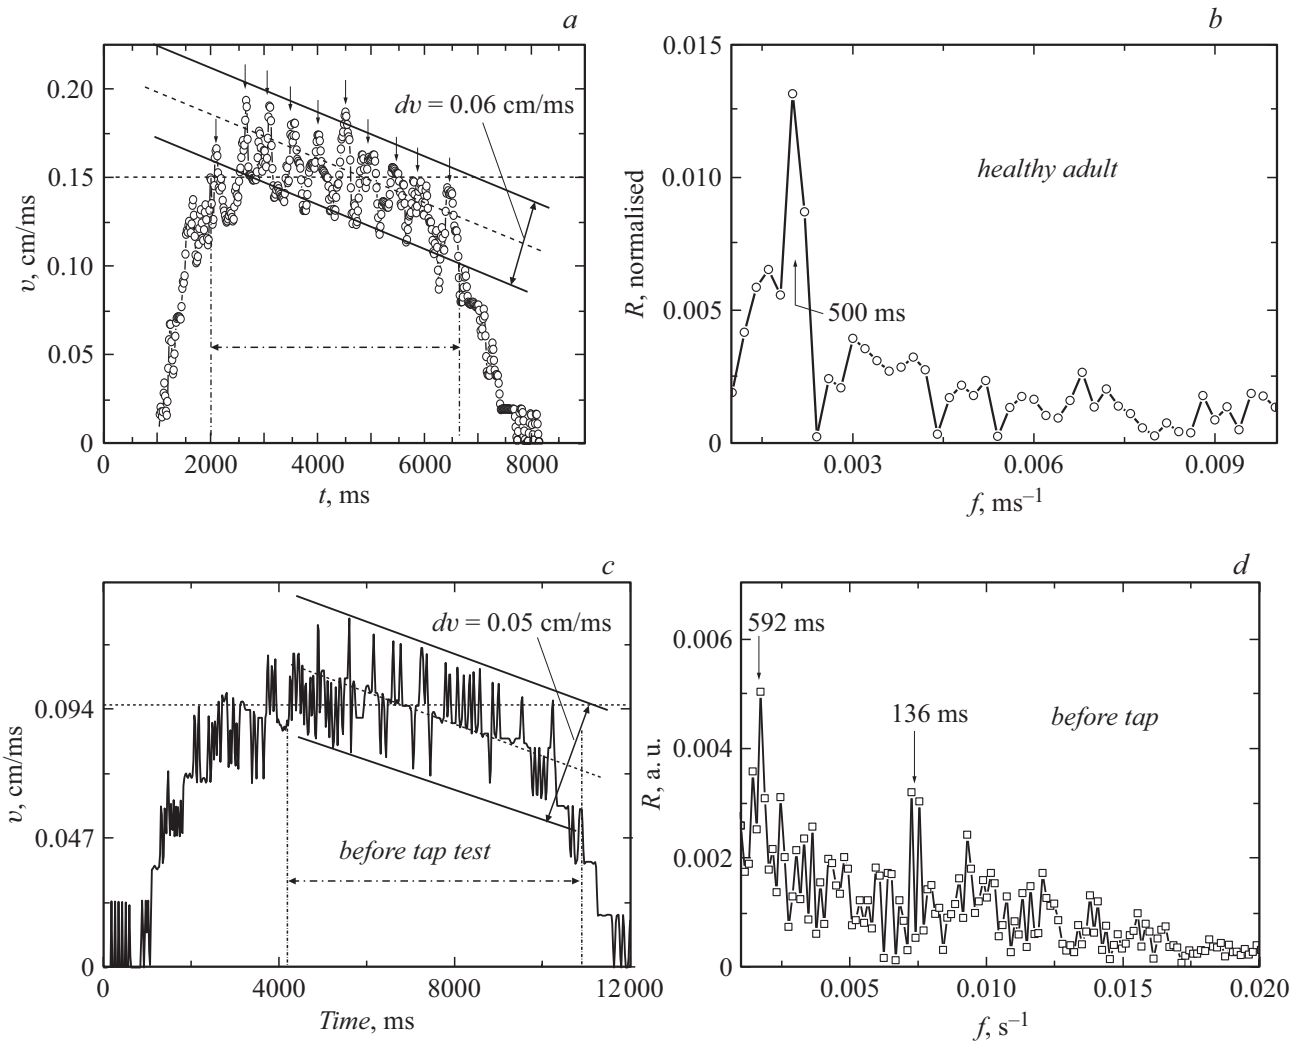 a
0.20
0.15
0.10
0.05
0
v, cm/ms
dv = 0.06 cm/ms
0 2000 4000 6000 8000
t, ms
b
0.015
0.010
0.005
0
R, normalised
healthy adult
500 ms
0.003 0.006 0.009
f, ms–1
c
0.094
0.047
0
v, cm/ms
dv = 0.05 cm/ms
before tap test
0 4000 8000 12000
Time, ms
d
0.006
0.004
0.002
0
R, a. u.
592 ms
136 ms
before tap
0.005 0.010 0.015 0.020
f, s–1